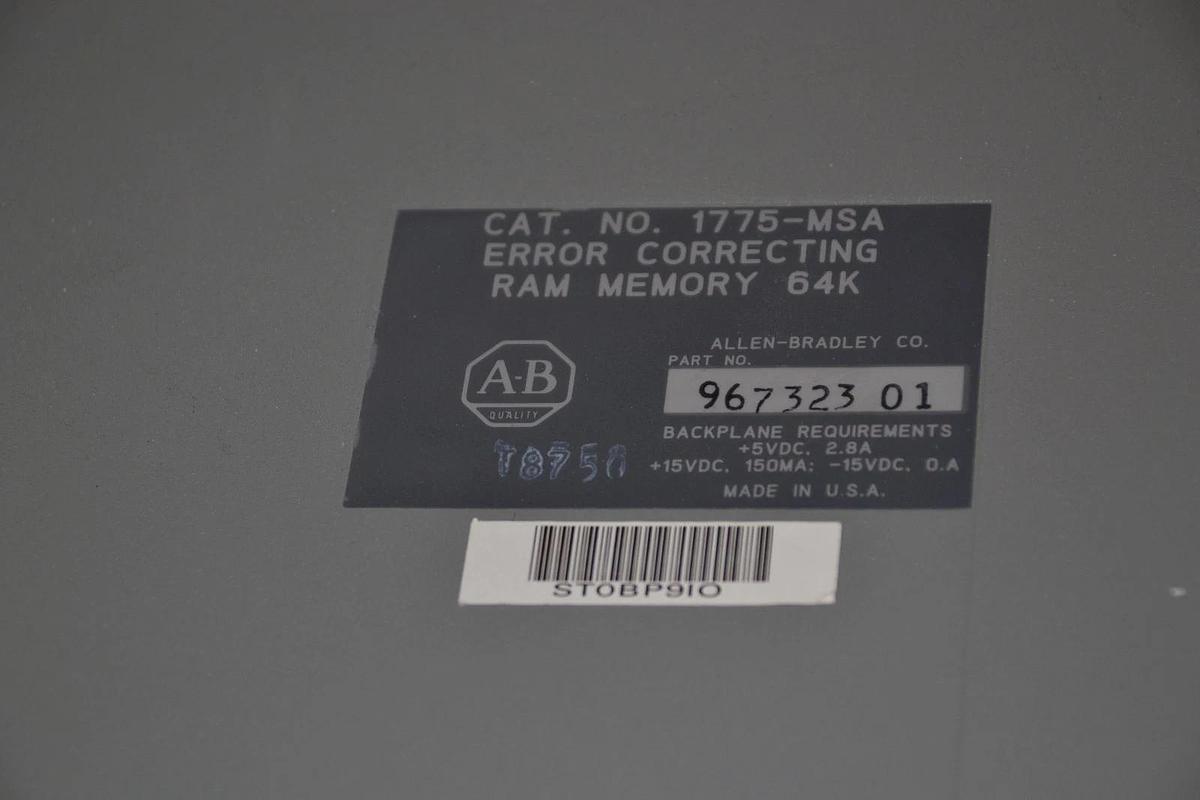 CAT. NO. 1775-MSA
ERROR CORRECTING
RAM MEMORY 64K
ALLEN-BRADLEY CO.
PART NO.
967323 01
A-B
QUALITY
BACKPLANE REQUIREMENTS
+5VDC, 2.8A
+15VDC, 150MA; -15VDC, 0.A
MADE IN U.S.A.
ST0BP9IO